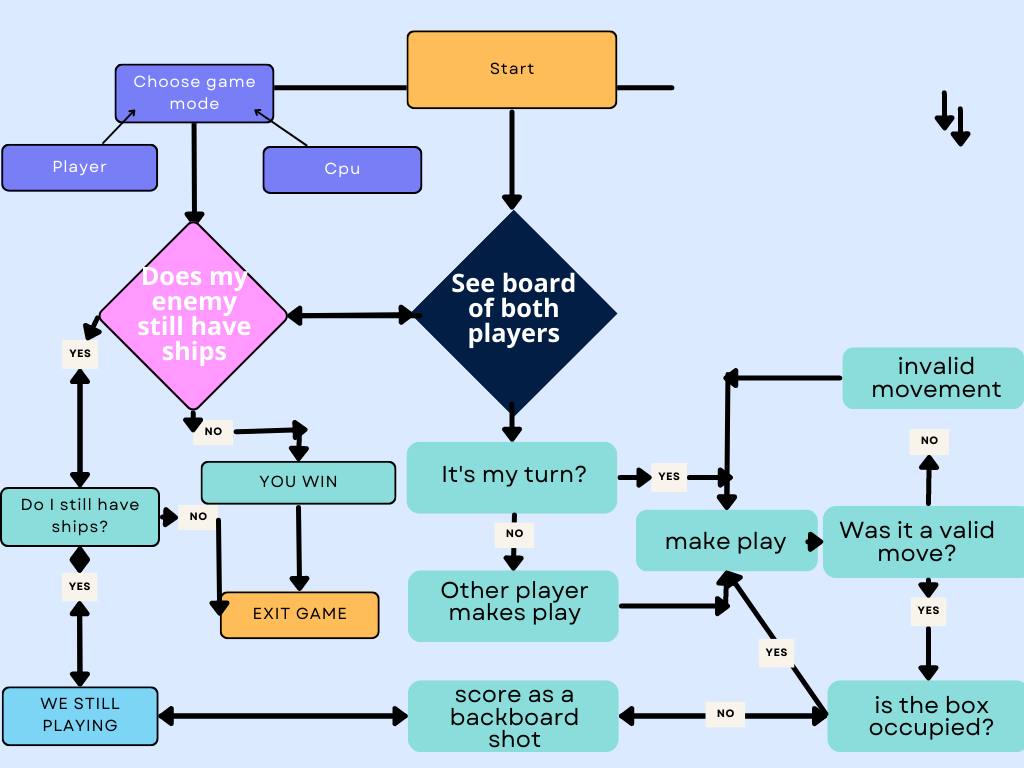 Start
Choose game
mode
Player
Cpu
Does my
enemy
still have
ships
See board
of both
players
YES
NO
invalid
movement
NO
YOU WIN
It's my turn?
YES
Do I still have
ships?
NO
NO
make play
Was it a valid
move?
YES
Other player
makes play
YES
EXIT GAME
YES
WE STILL
PLAYING
score as a
backboard
shot
NO
is the box
occupied?